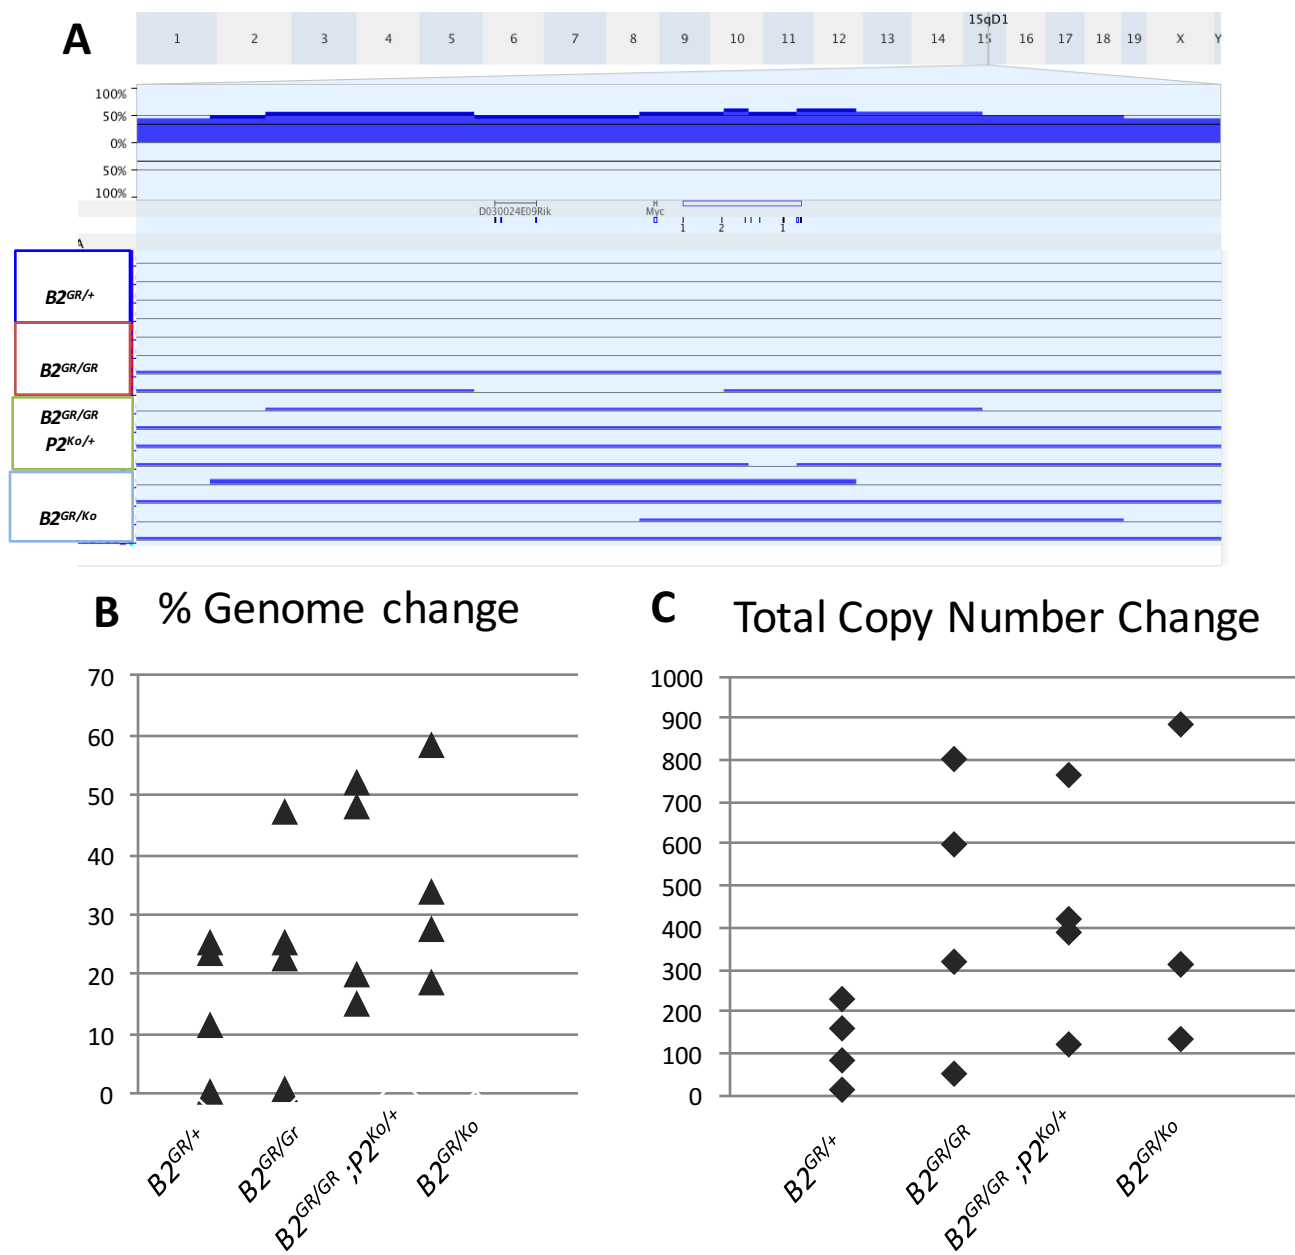 A
15qD1
1 2 3 4 5 6 7 8 9 10 11 12 13 14 15 16 17 18 19 X Y
100%
50%
0%
50%
100%
D030024E09Rik
Myc
1 2 1
A
B2GR/+
B2GR/GR
B2GR/GR
P2Ko/+
B2GR/Ko
B % Genome change
70
60
50
40
30
20
10
0
B2GR/+
B2GR/Gr
B2GR/GR ;P2Ko/+
B2GR/Ko
C Total Copy Number Change
1000
900
800
700
600
500
400
300
200
100
0
B2GR/+
B2GR/GR
B2GR/GR ;P2Ko/+
B2GR/Ko